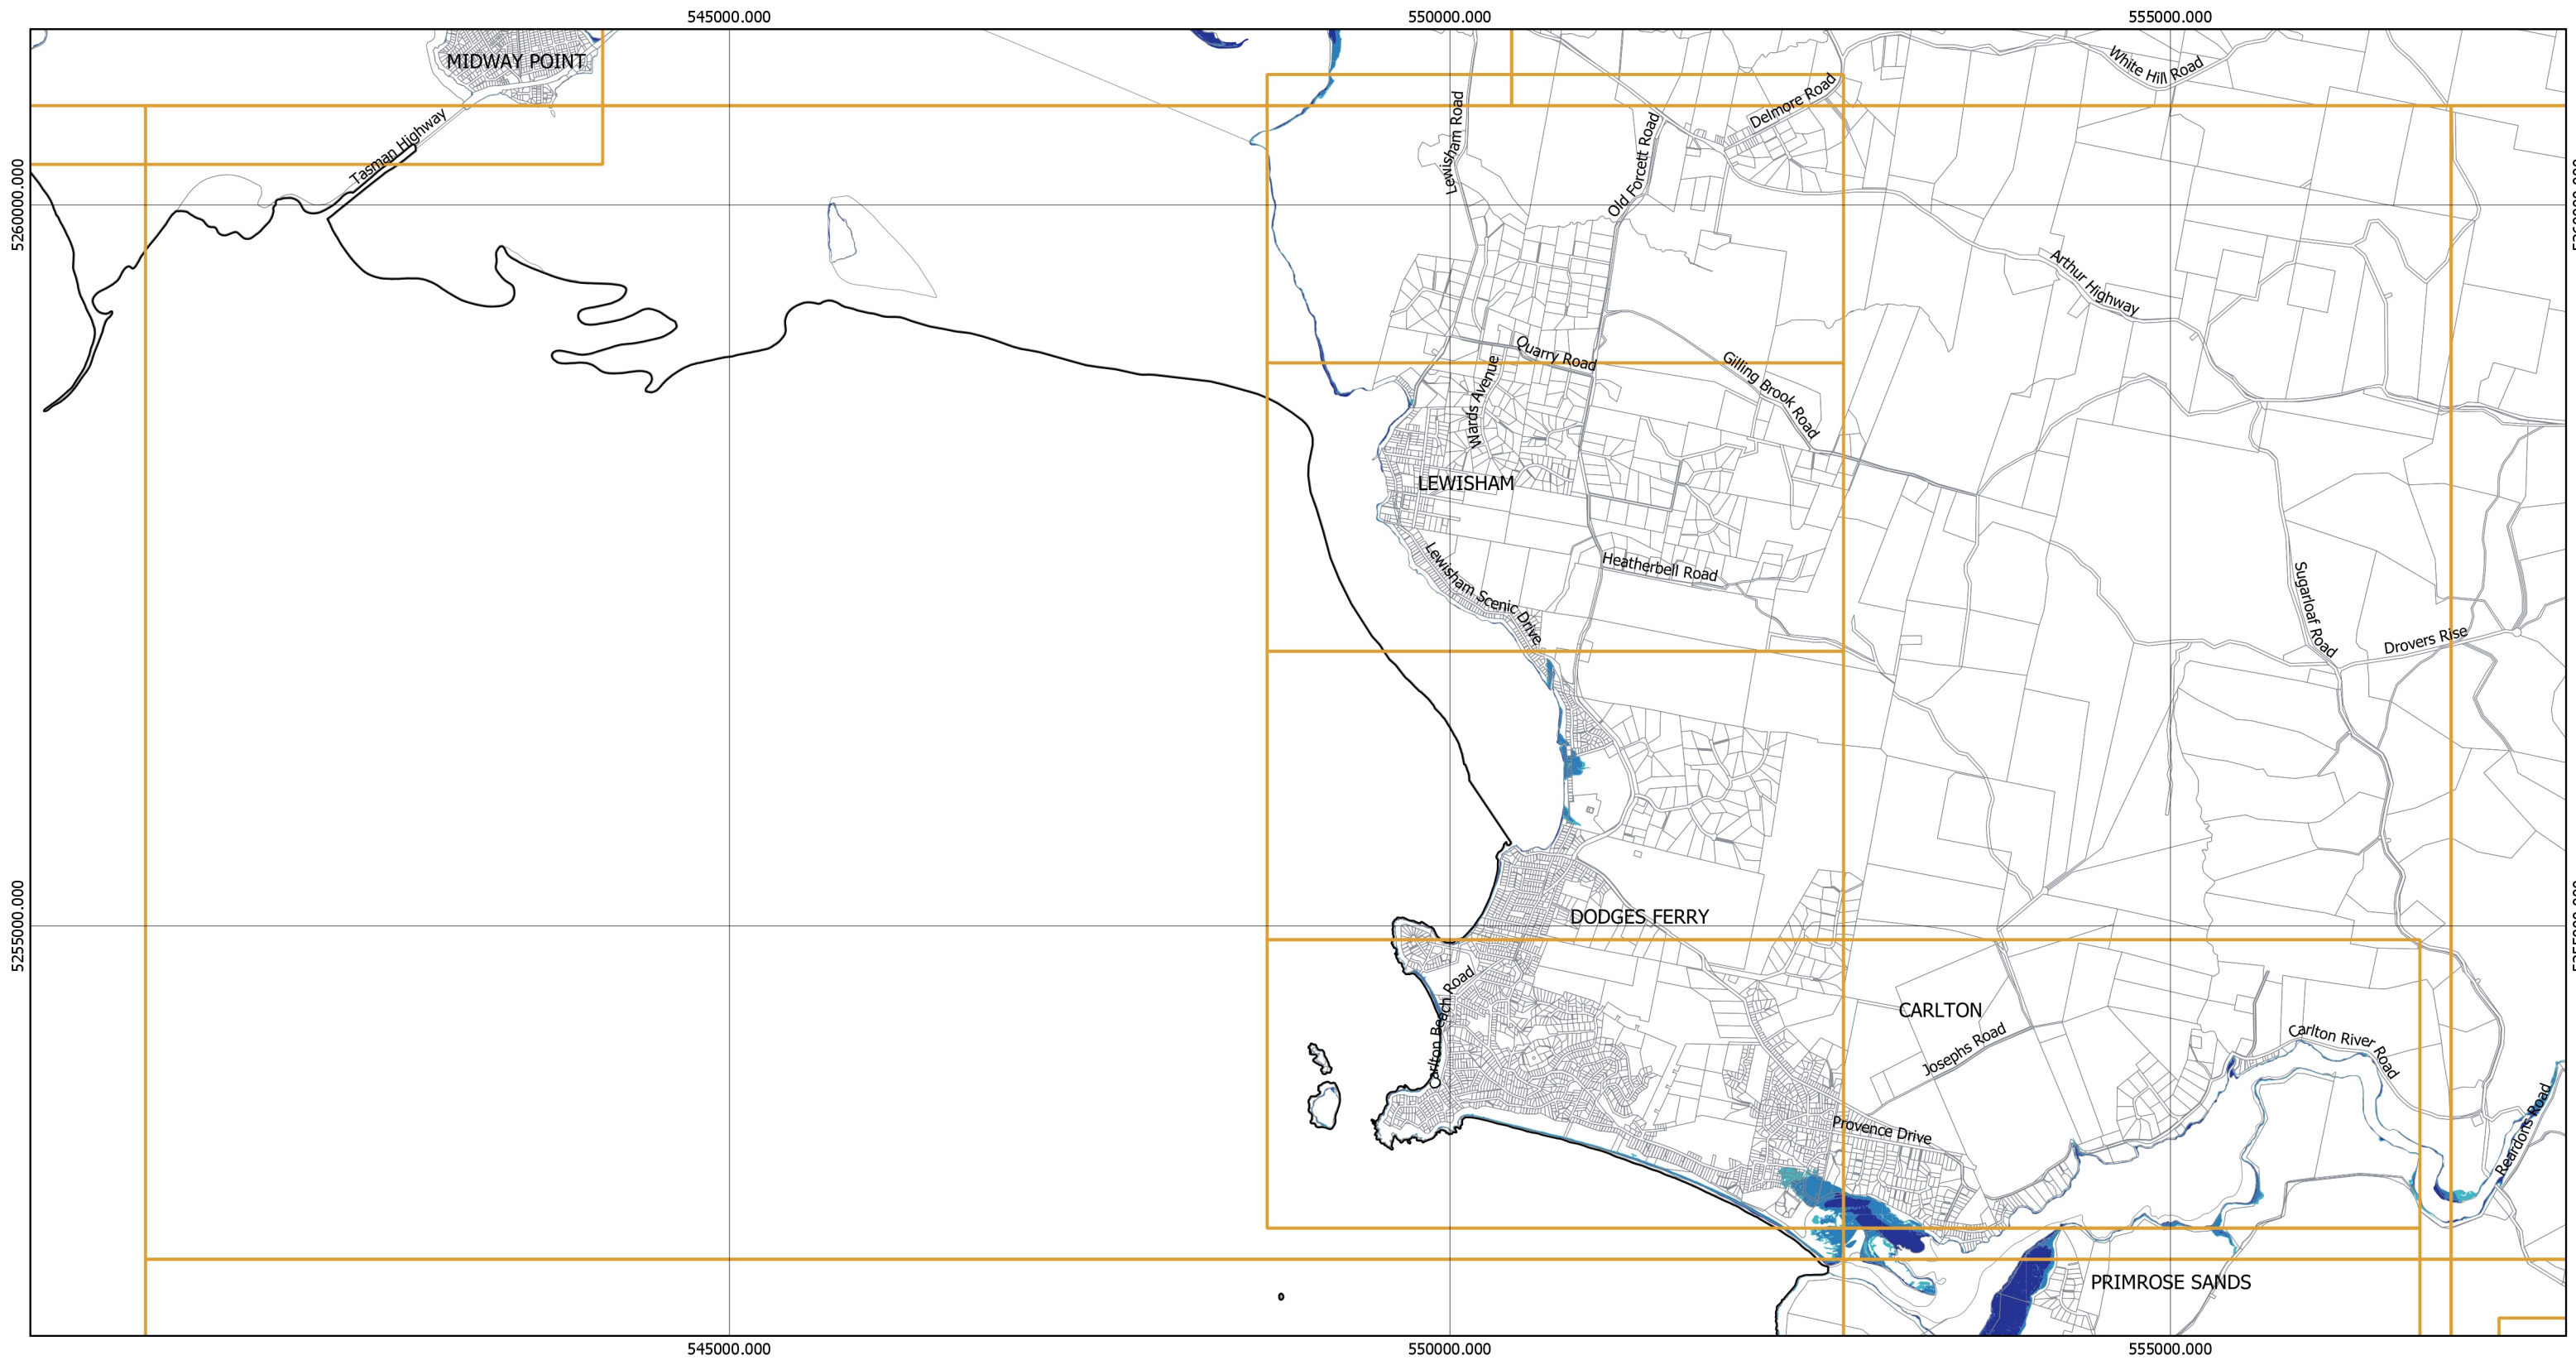 545000.000
550000.000
555000.000
MIDWAY POINT
White Hill Road
Delmore Road
Lewisham Road
Tasman Highway
Old Forcett Road
5260000.000
Arthur Highway
Quarry Road
Gilling Brook Road
Wards Avenue
LEWISHAM
Lewisham Scenic Drive
Heatherbell Road
Sugarloaf Road
Drovers Rise
5255000.000
DODGES FERRY
Carlton Beach Road
CARLTON
Josephs Road
Carlton River Road
Provence Drive
Reardons Road
PRIMROSE SANDS
545000.000
550000.000
555000.000